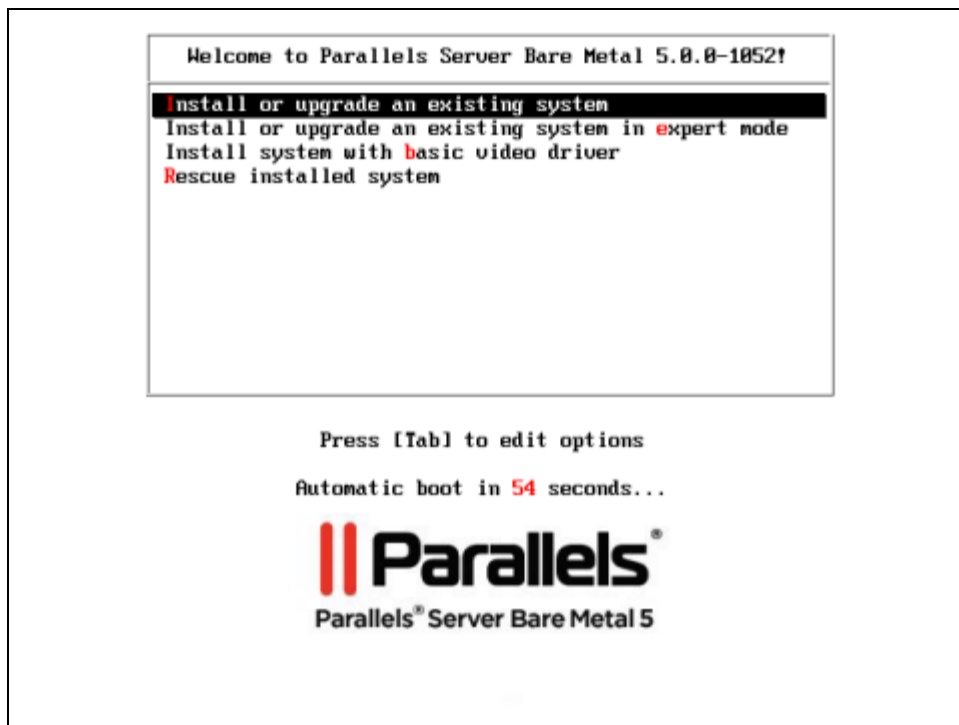 Welcome to Parallels Server Bare Metal 5.0.0-1052!
Install or upgrade an existing system
Install or upgrade an existing system in expert mode
Install system with basic video driver
Rescue installed system
Press [Tab] to edit options
Automatic boot in 54 seconds...
Parallels®
Parallels® Server Bare Metal 5